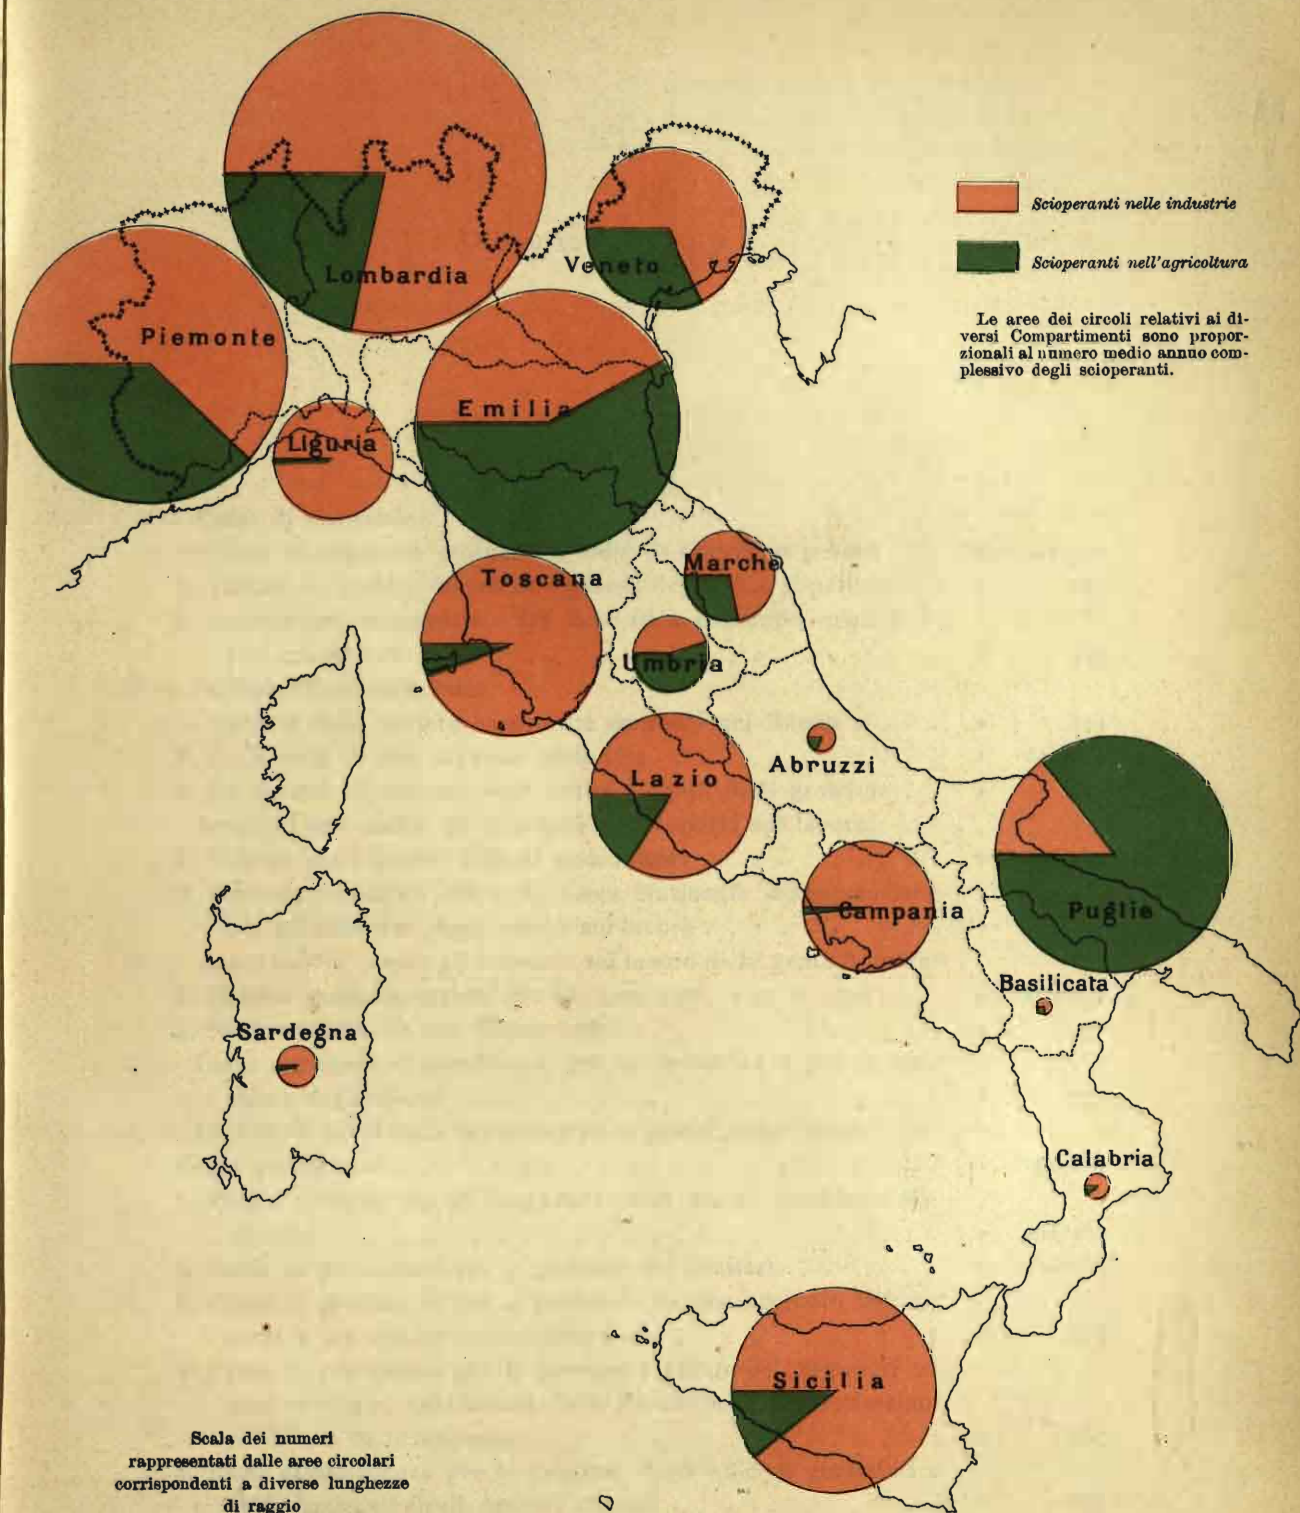 Lombardia
Veneto
Piemonte
Emilia
Liguria
Scioperanti nelle industrie
Scioperanti nell'agricoltura
Le aree dei circoli relativi ai di-
versi Compartimenti sono propor-
zionali al numero medio annuo com-
plessivo degli scioperanti.
Toscana
Marche
Umbria
Lazio
Abruzzi
Campania
Puglie
Basilicata
Sardegna
Calabria
Sicilia
Scala dei numeri
rappresentati dalle aree circolari
corrispondenti a diverse lunghezze
di raggio